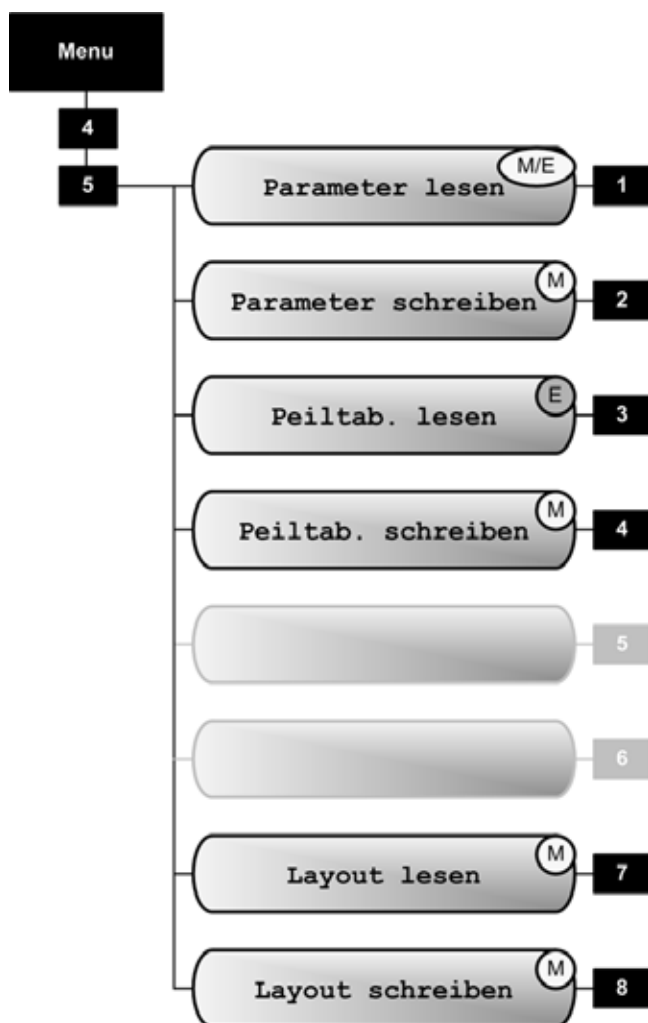 Menu
4
5
M/E
Parameter lesen
1
M
Parameter schreiben
2
E
Peiltab. lesen
3
M
Peiltab. schreiben
4
5
6
M
Layout lesen
7
M
Layout schreiben
8